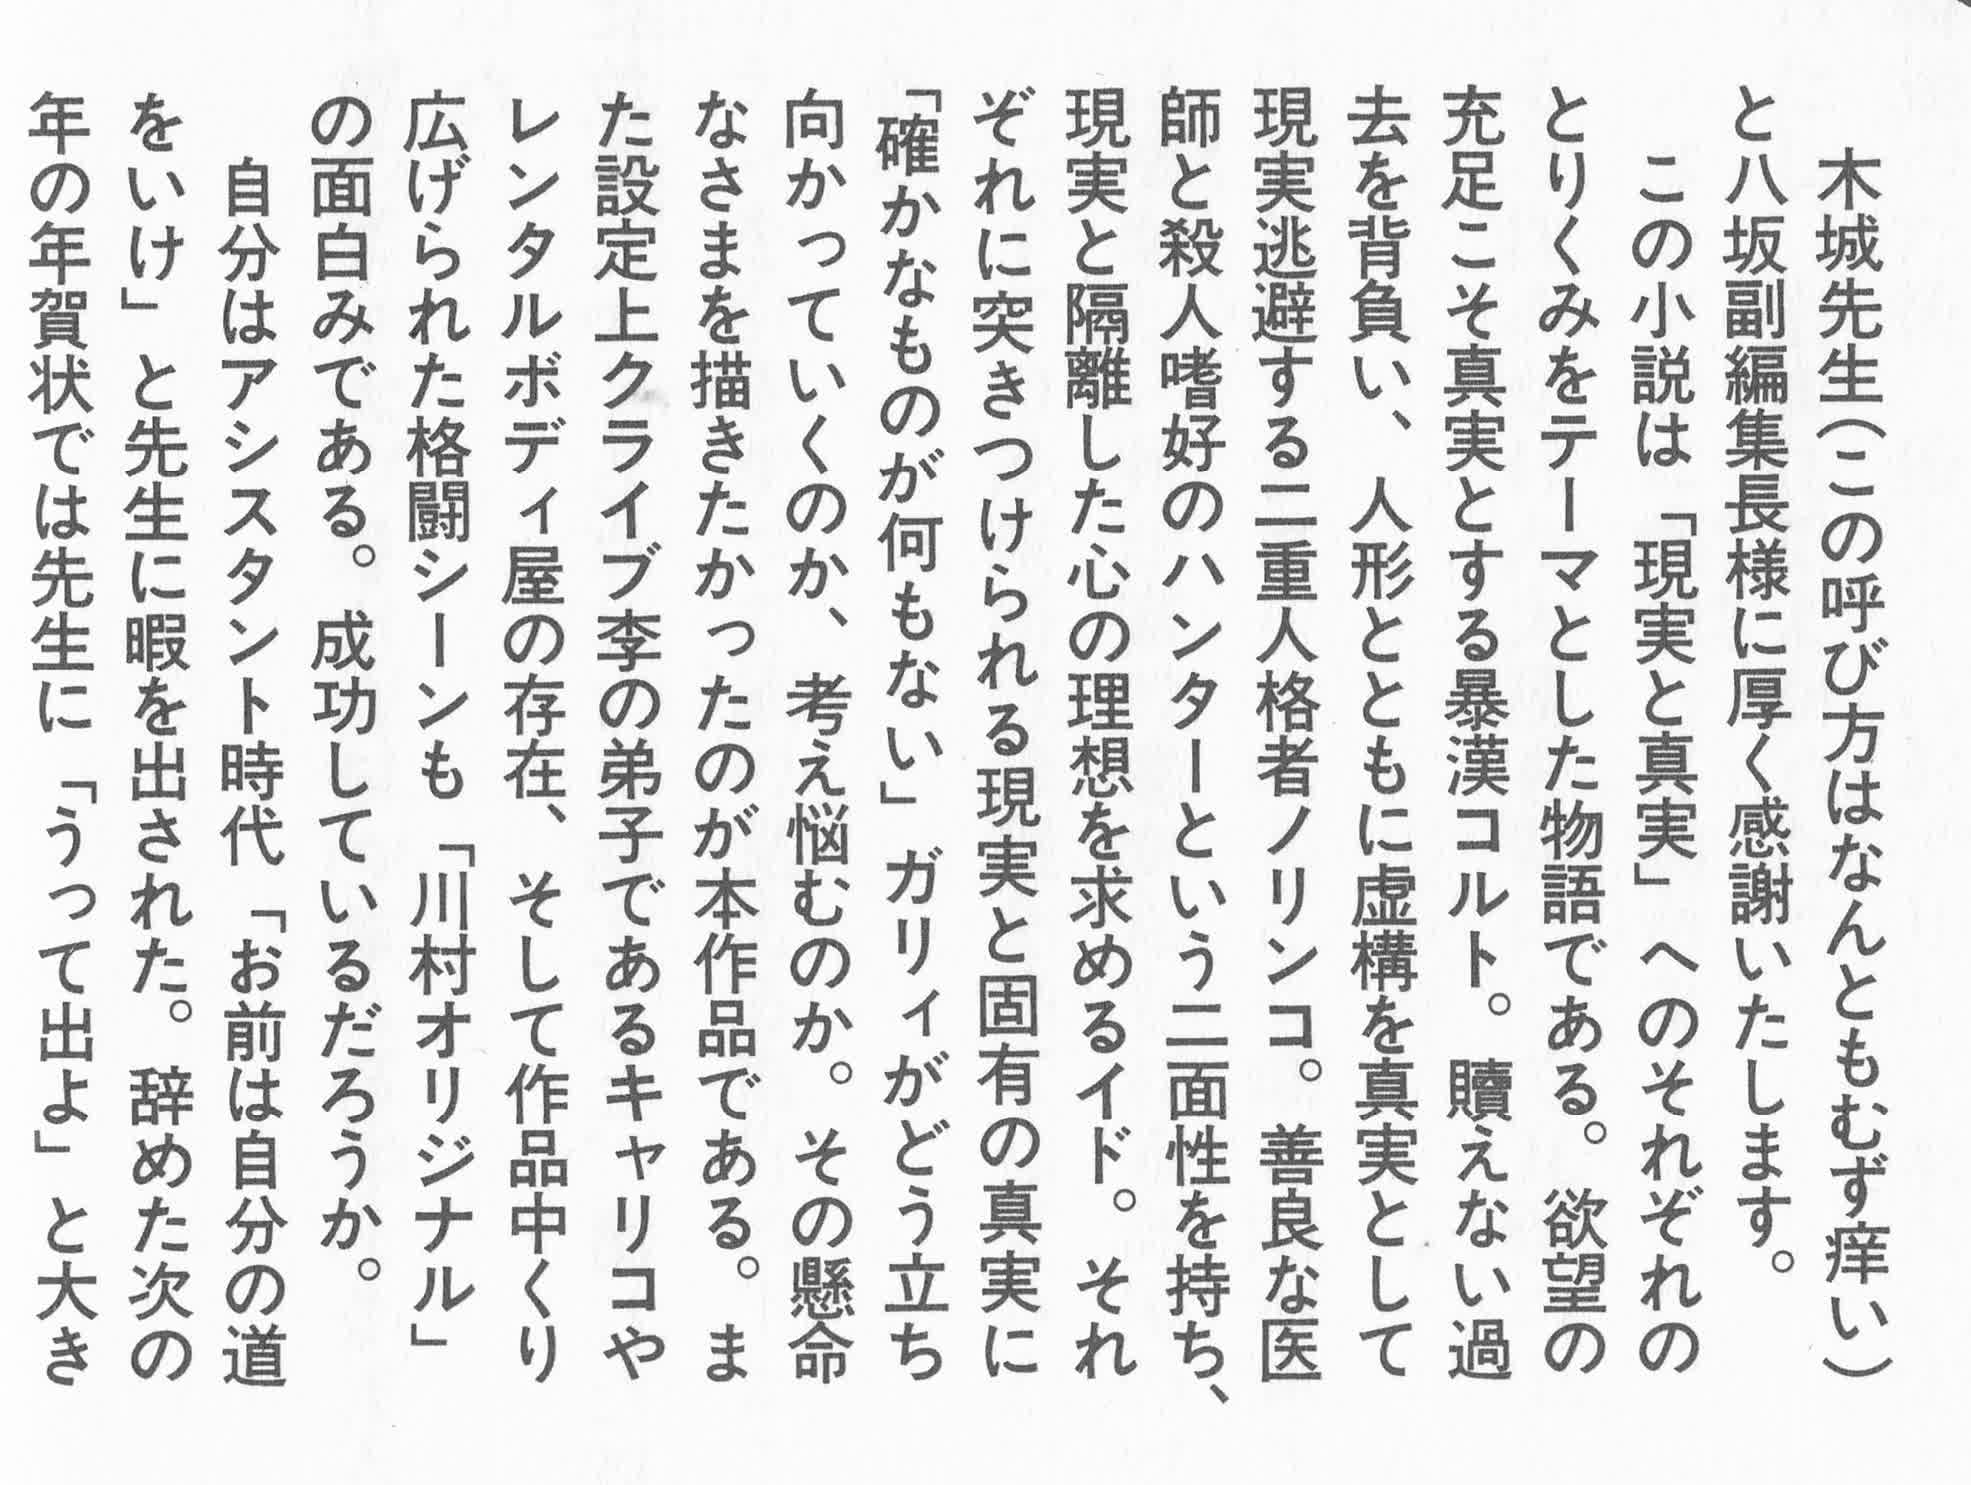 木城先生(この呼び方はなんともむず痒い)
と八坂副編集長様に厚く感謝いたします。
この小説は「現実と真実」へのそれぞれの
とりくみをテーマとした物語である。欲望の
充足こそ真実とする暴漢コルト。贖えない過
去を背負い、人形とともに虚構を真実として
現実逃避する二重人格者ノリンコ。善良な医
師と殺人嗜好のハンターという二面性を持ち、
現実と隔離した心の理想を求めるイド。それ
ぞれに突きつけられる現実と固有の真実に
「確かなものが何もない」ガリィがどう立ち
向かっていくのか、考え悩むのか。その懸命
なさまを描きたかったのが本作品である。ま
た設定上クライブ李の弟子であるキャリコや
レンタルボディ屋の存在、そして作品中くり
広げられた格闘シーンも「川村オリジナル」
の面白みである。成功しているだろうか。
自分はアシスタント時代「お前は自分の道
をいけ」と先生に暇を出された。辞めた次の
年の年賀状では先生に「うって出よ」と大き